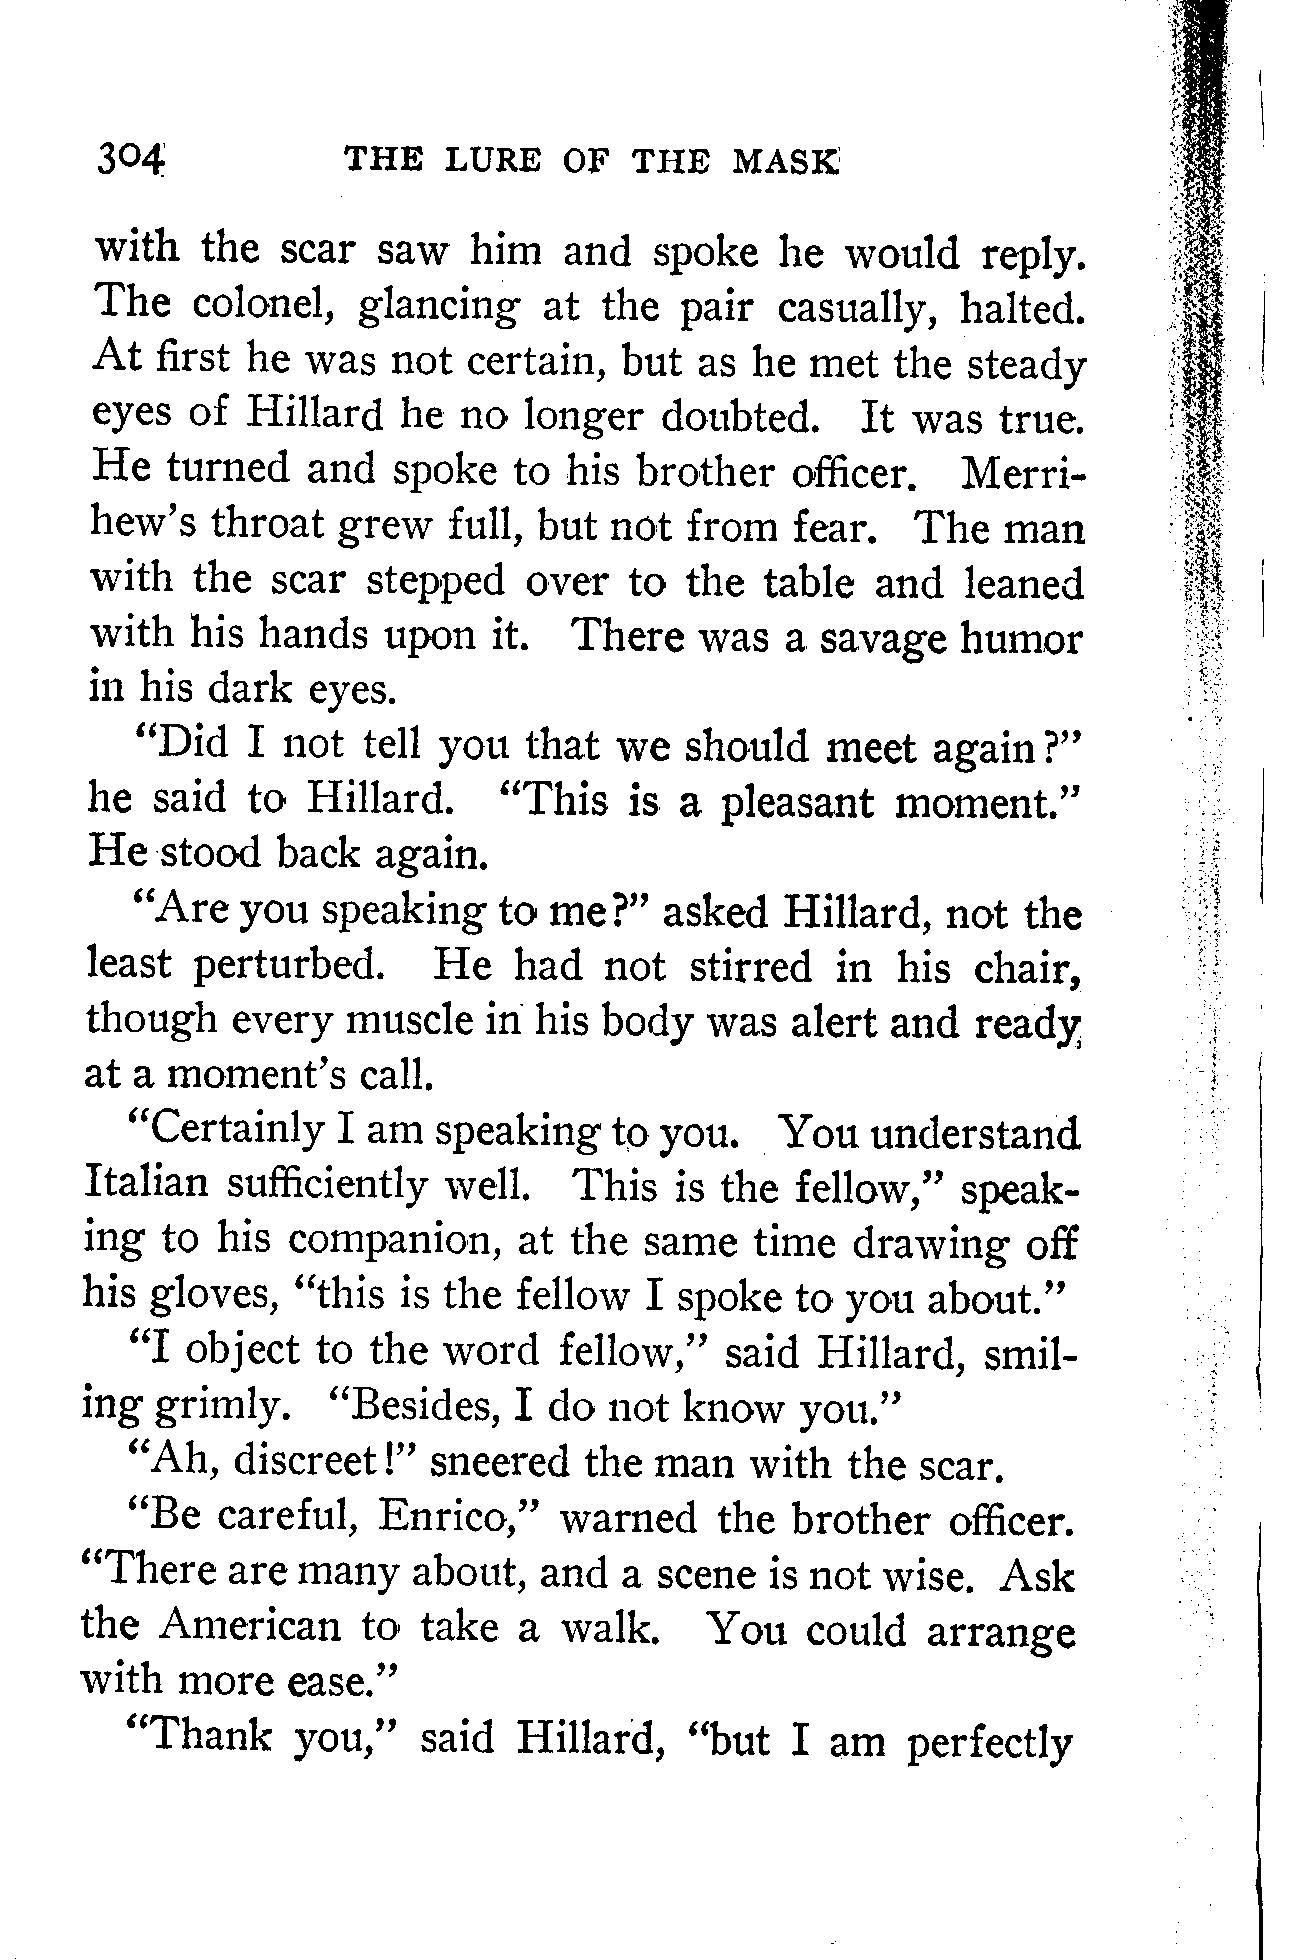 304 THE LURE OF THE MASK
with the scar saw him and spoke he would reply.
The colonel, glancing at the pair casually, halted.
At first he was not certain, but as he met the steady
eyes of Hillard he no longer doubted. It was true.
He turned and spoke to his brother officer. Merri-
hew's throat grew full, but not from fear. The man
with the scar stepped over to the table and leaned
with his hands upon it. There was a savage humor
in his dark eyes.
"Did I not tell you that we should meet again?"
he said to Hillard. "This is a pleasant moment."
He stood back again.
"Are you speaking to me?" asked Hillard, not the
least perturbed. He had not stirred in his chair,
though every muscle in his body was alert and ready
at a moment's call.
"Certainly I am speaking to you. You understand
Italian sufficiently well. This is the fellow," speak-
ing to his companion, at the same time drawing off
his gloves, "this is the fellow I spoke to you about."
"I object to the word fellow," said Hillard, smil-
ing grimly. "Besides, I do not know you."
"Ah, discreet!" sneered the man with the scar.
"Be careful, Enrico," warned the brother officer.
"There are many about, and a scene is not wise. Ask
the American to take a walk. You could arrange
with more ease."
"Thank you," said Hillard, "but I am perfectly